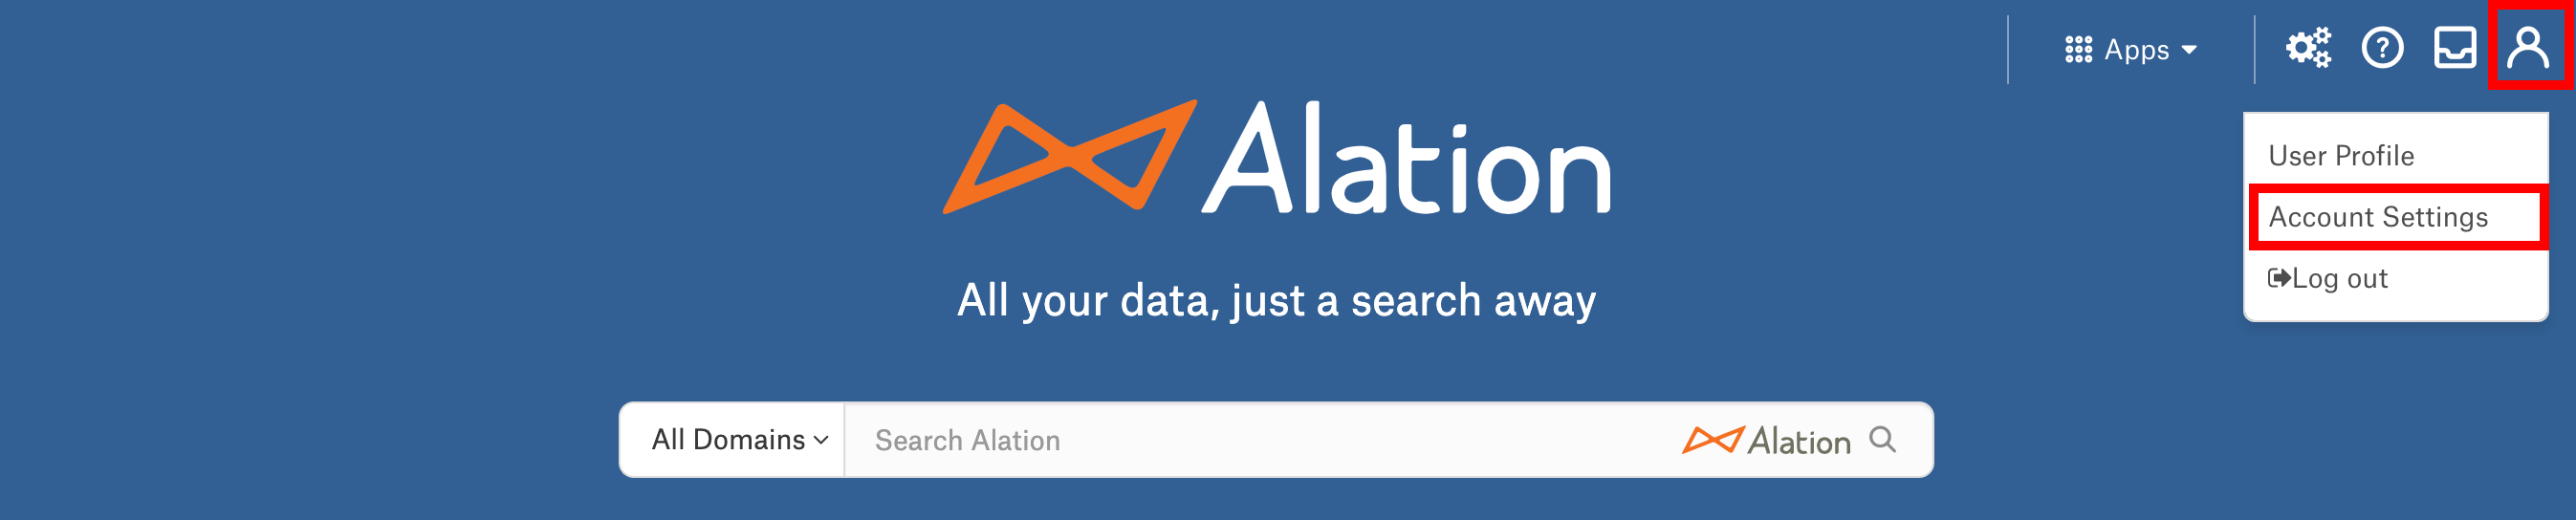 Apps
User Profile
Account Settings
Log out
Alation
All your data, just a search away
All Domains
Search Alation
Alation